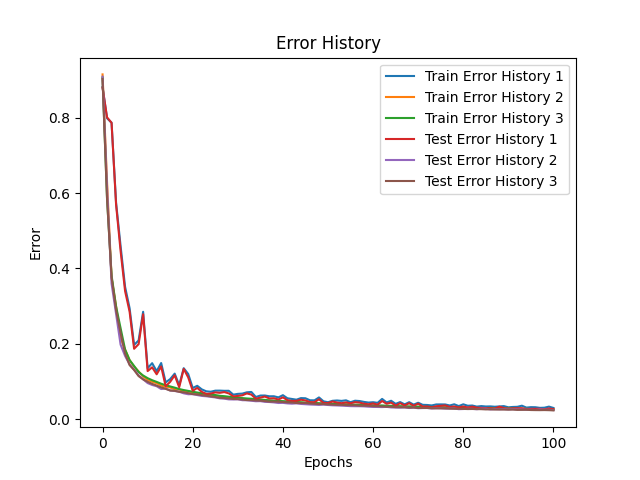 Error History
Train Error History 1
Train Error History 2
Train Error History 3
Test Error History 1
Test Error History 2
Test Error History 3
Error
0.8
0.6
0.4
0.2
0.0
0 20 40 60 80 100
Epochs